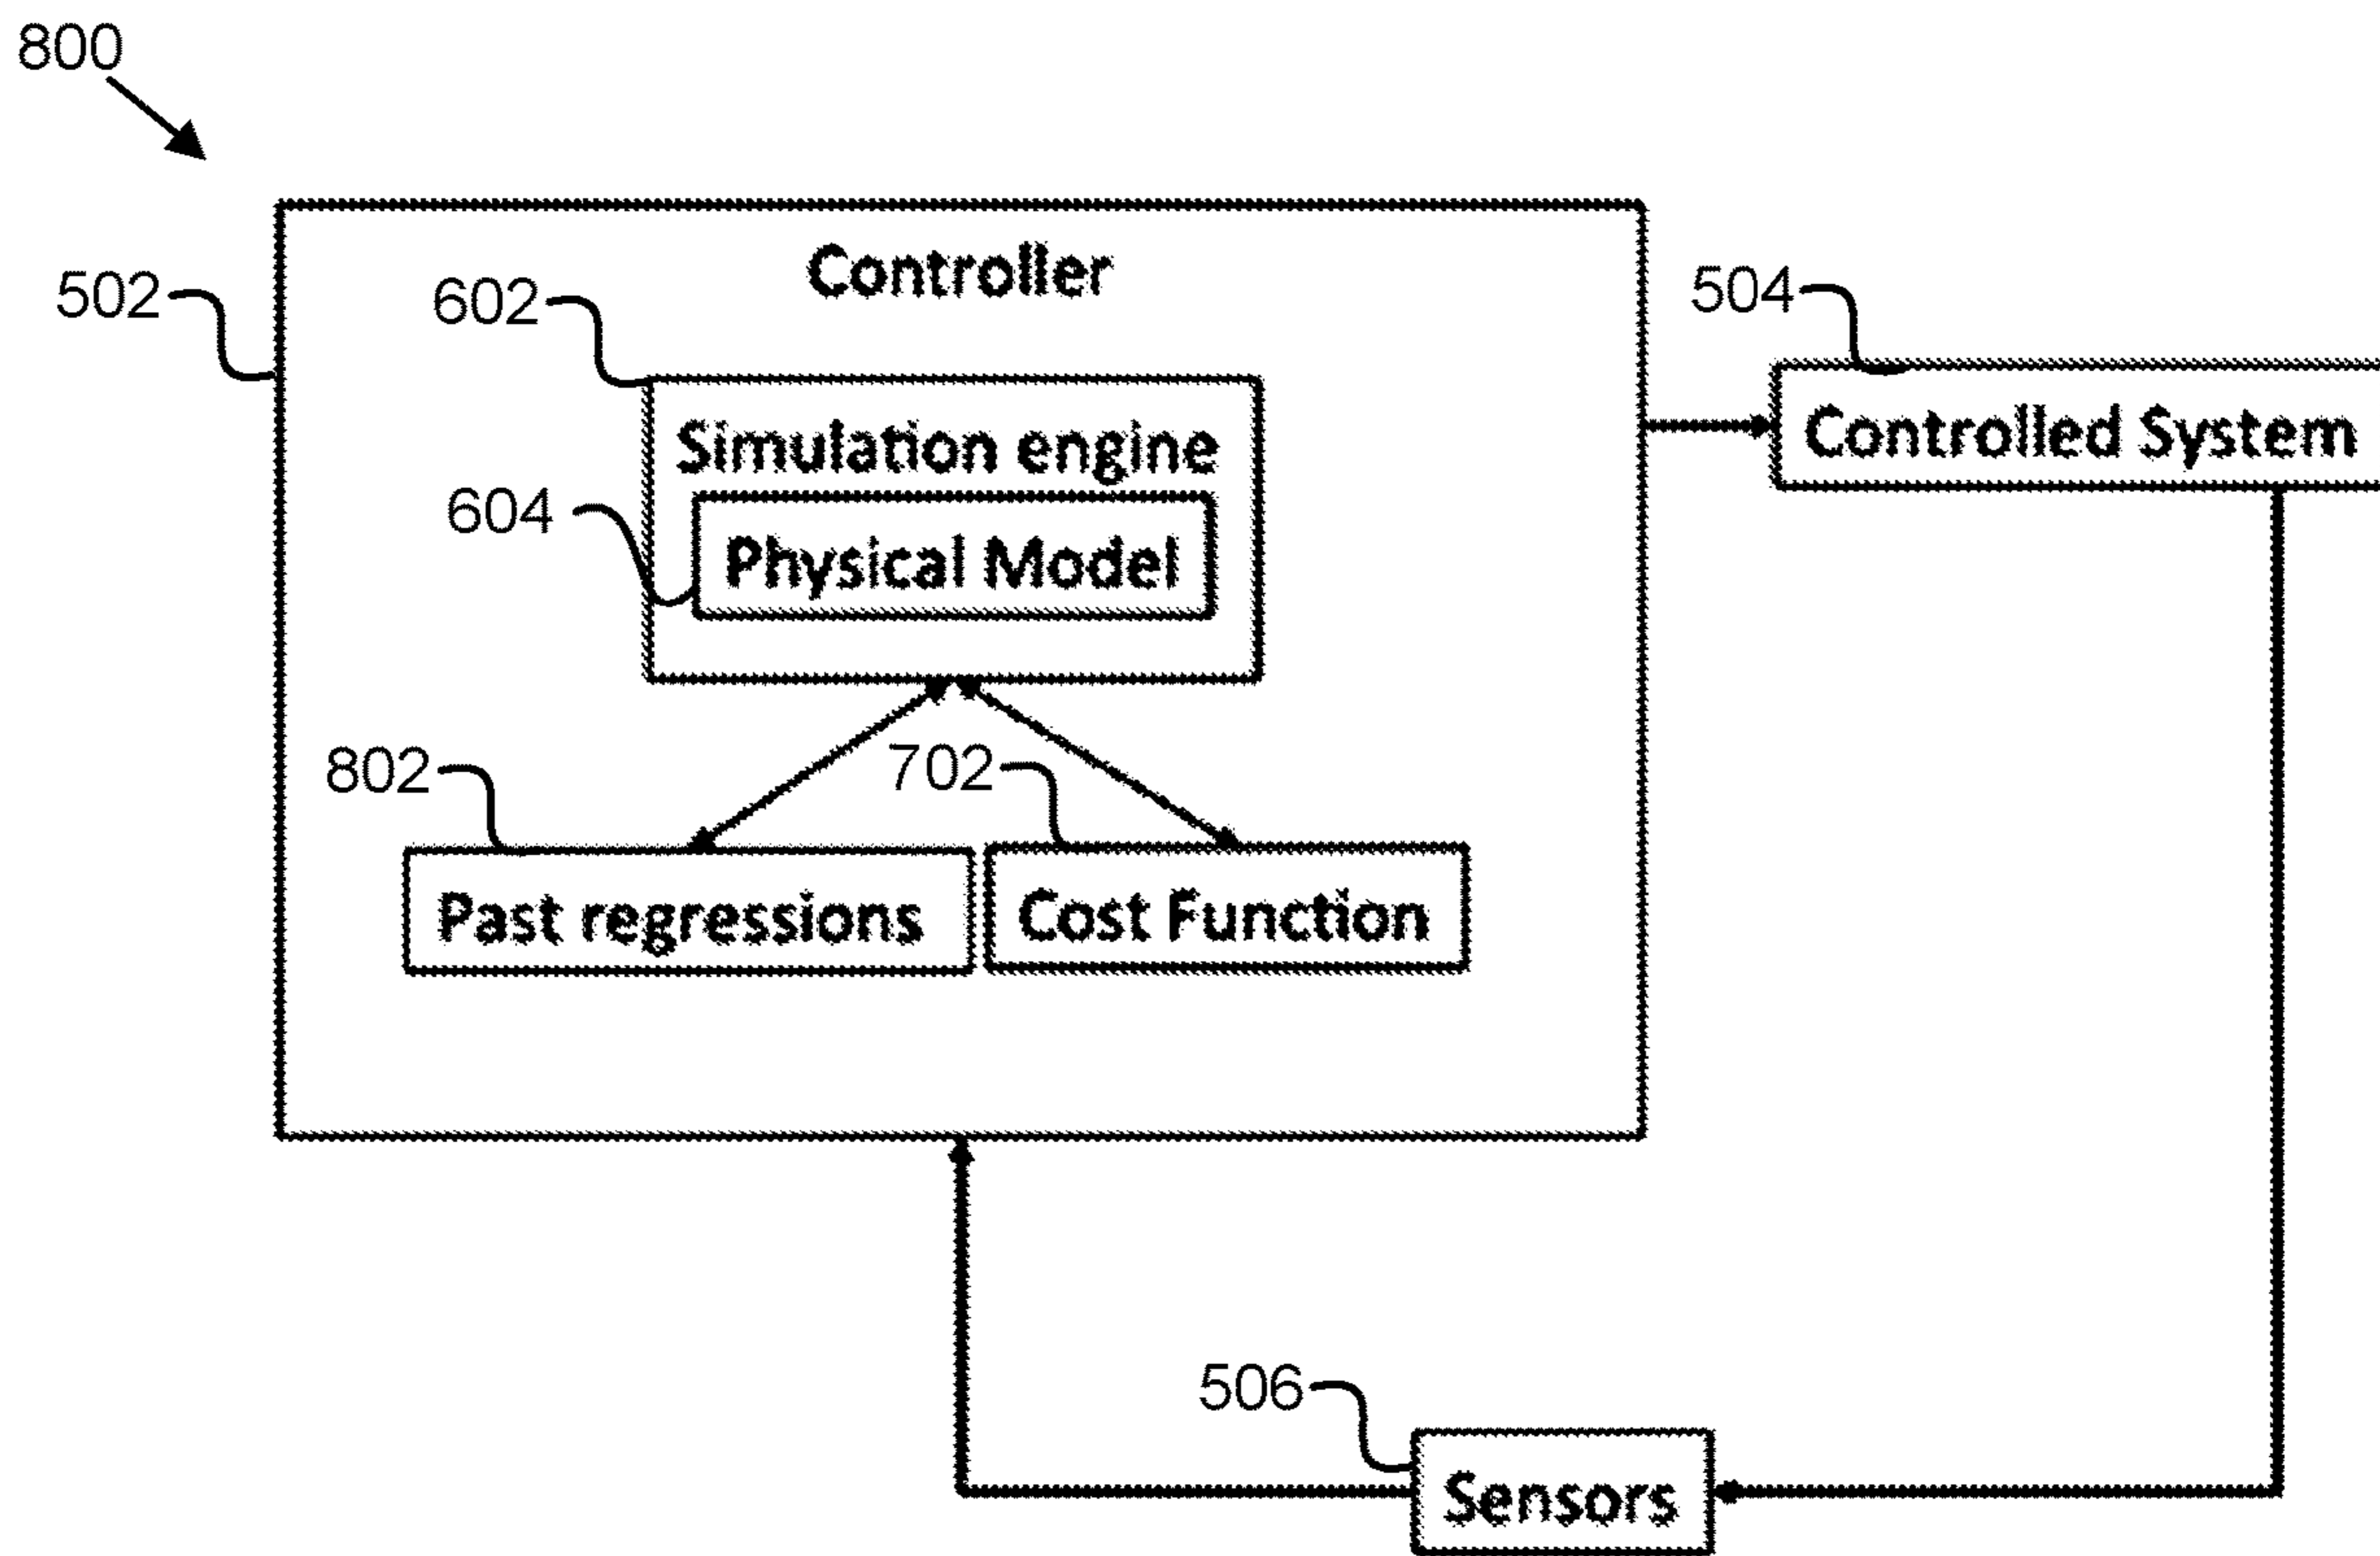 800
Controller
502
602
504
Simulation engine
Controlled System
604
Physical Model
802
702
Past regressions
Cost Function
506
Sensors